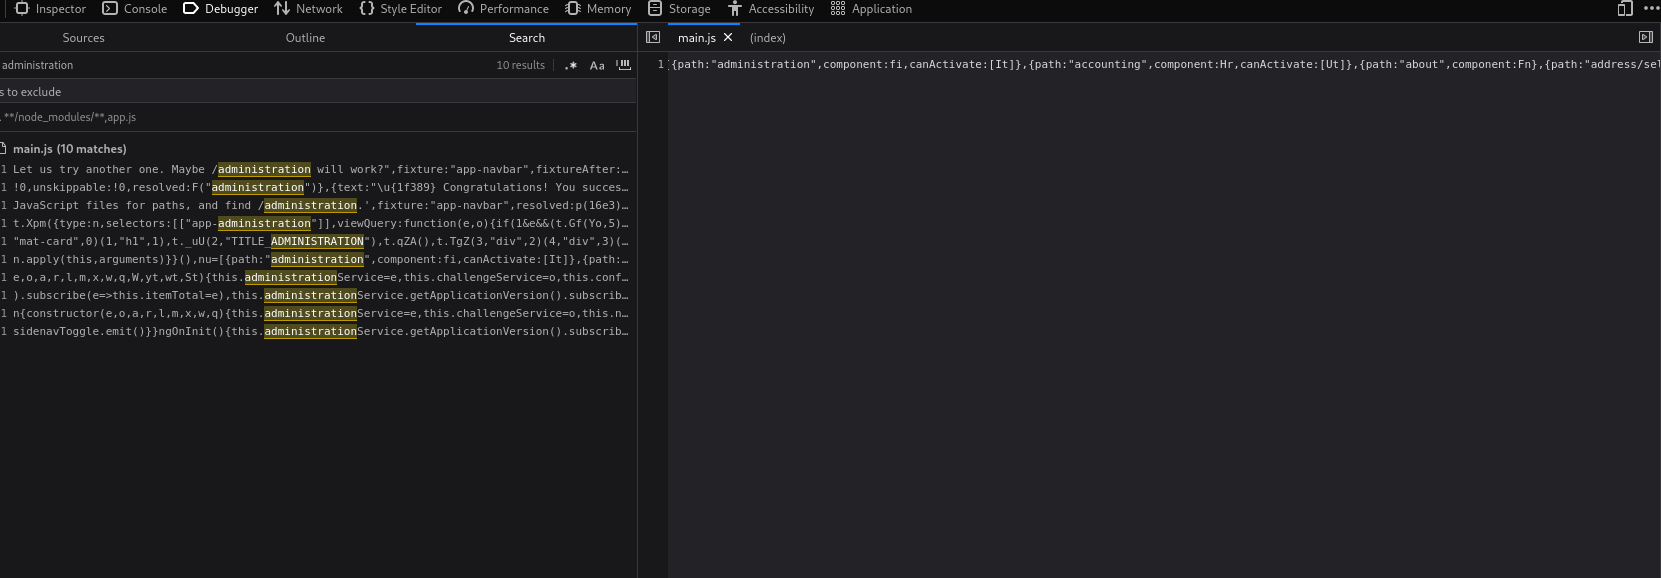 Inspector Console Debugger Network Style Editor Performance Memory Storage Accessibility Application
Sources Outline Search
main.js (index)
administration 10 results .* Aa
1 {path:"administration",component:fi,canActivate:[It]},{path:"accounting",component:Hr,canActivate:[Ut]},{path:"about",component:Fn},{path:"address/sel
s to exclude
**/node_modules/**,app.js
main.js (10 matches)
1 Let us try another one. Maybe /administration will work?",fixture:"app-navbar",fixtureAfter:…
1 !0,unskippable:!0,resolved:F("administration")},{text:"\u{1f389} Congratulations! You succes…
1 JavaScript files for paths, and find /administration.',fixture:"app-navbar",resolved:p(16e3)…
1 t.Xpm({type:n,selectors:[["app-administration"]],viewQuery:function(e,o){if(1&e&&(t.Gf(Yo,5)…
1 "mat-card",0)(1,"h1",1),t._uU(2,"TITLE_ADMINISTRATION"),t.qZA(),t.TgZ(3,"div",2)(4,"div",3)(…
1 n.apply(this,arguments)}}(),nu=[{path:"administration",component:fi,canActivate:[It]},{path:…
1 e,o,a,r,l,m,x,w,q,W,yt,wt,St){this.administrationService=e,this.challengeService=o,this.conf…
1 ).subscribe(e=>this.itemTotal=e),this.administrationService.getApplicationVersion().subscrib…
1 n{constructor(e,o,a,r,l,m,x,w,q){this.administrationService=e,this.challengeService=o,this.n…
1 sidenavToggle.emit()}}ngOnInit(){this.administrationService.getApplicationVersion().subscrib…